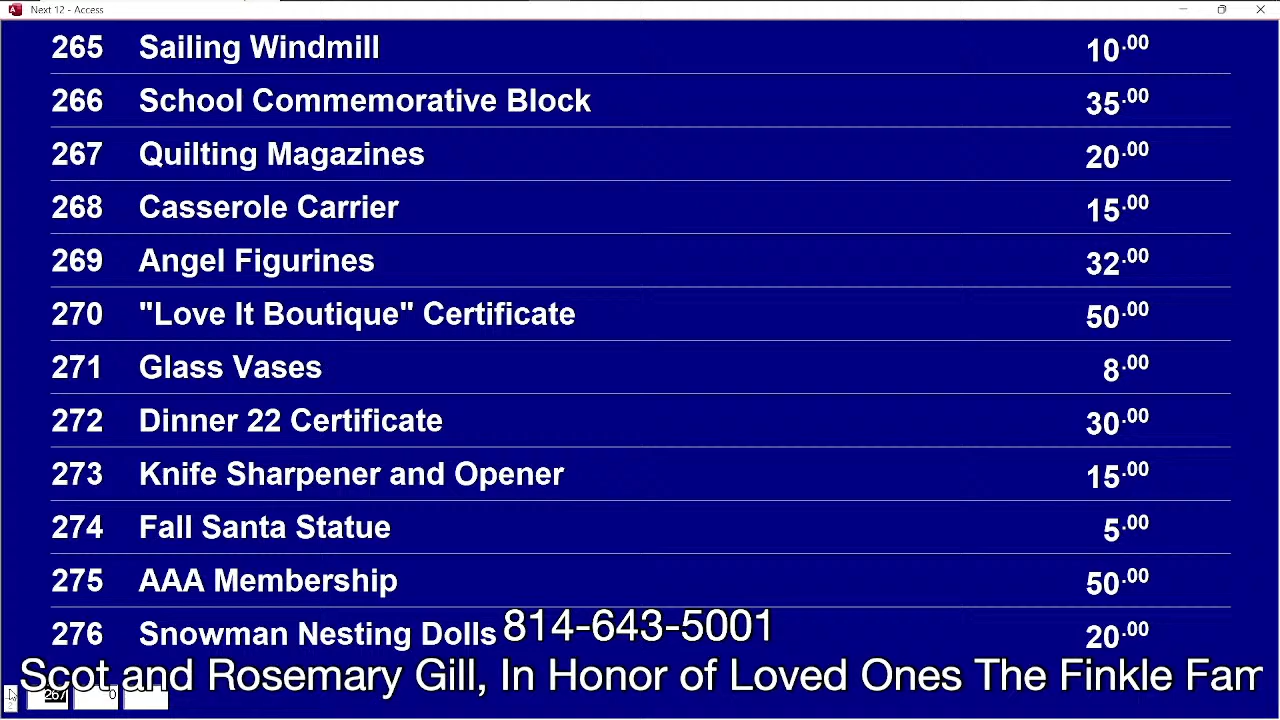 Next 12 - Access
265 Sailing Windmill 10.00
266 School Commemorative Block 35.00
267 Quilting Magazines 20.00
268 Casserole Carrier 15.00
269 Angel Figurines 32.00
270 "Love It Boutique" Certificate 50.00
271 Glass Vases 8.00
272 Dinner 22 Certificate 30.00
273 Knife Sharpener and Opener 15.00
274 Fall Santa Statue 5.00
275 AAA Membership 50.00
276 Snowman Nesting Dolls 20.00
814-643-5001
Scot and Rosemary Gill, In Honor of Loved Ones The Finkle Fam
267 0